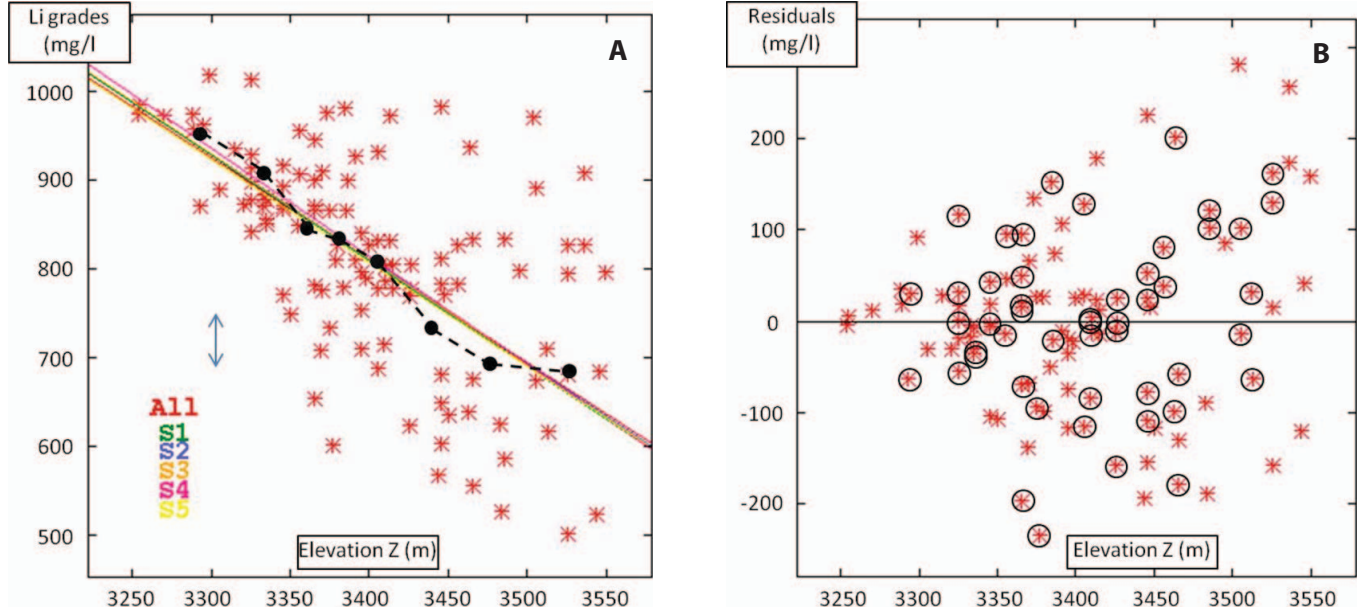 Li grades
(mg/l
A
1000
900
800
700
600
500
All
S1
S2
S3
S4
S5
Elevation Z (m)
3250 3300 3350 3400 3450 3500 3550
Residuals
(mg/l)
B
200
100
0
-100
-200
Elevation Z (m)
3250 3300 3350 3400 3450 3500 3550